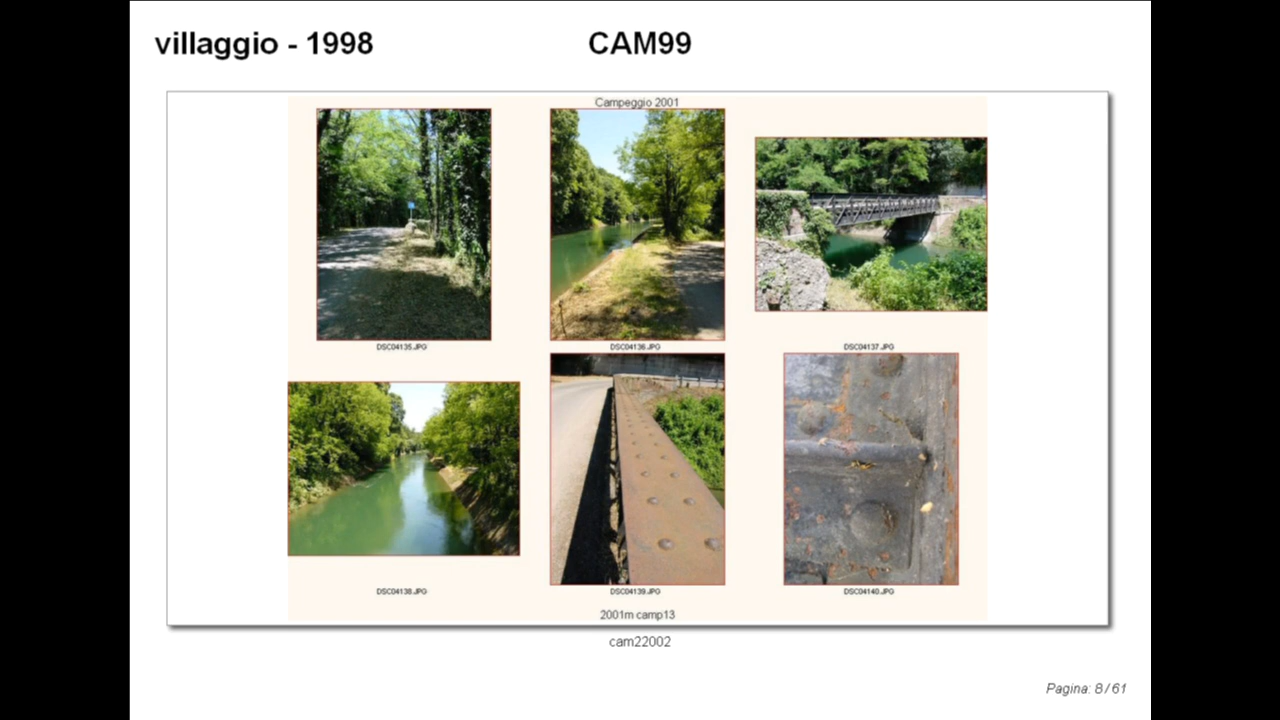 villaggio - 1998 CAM99
Campeggio 2001
DSC04135.JPG DSC04136.JPG DSC04137.JPG
DSC04138.JPG DSC04139.JPG DSC04140.JPG
2001m camp13
cam22002
Pagina: 8 / 61